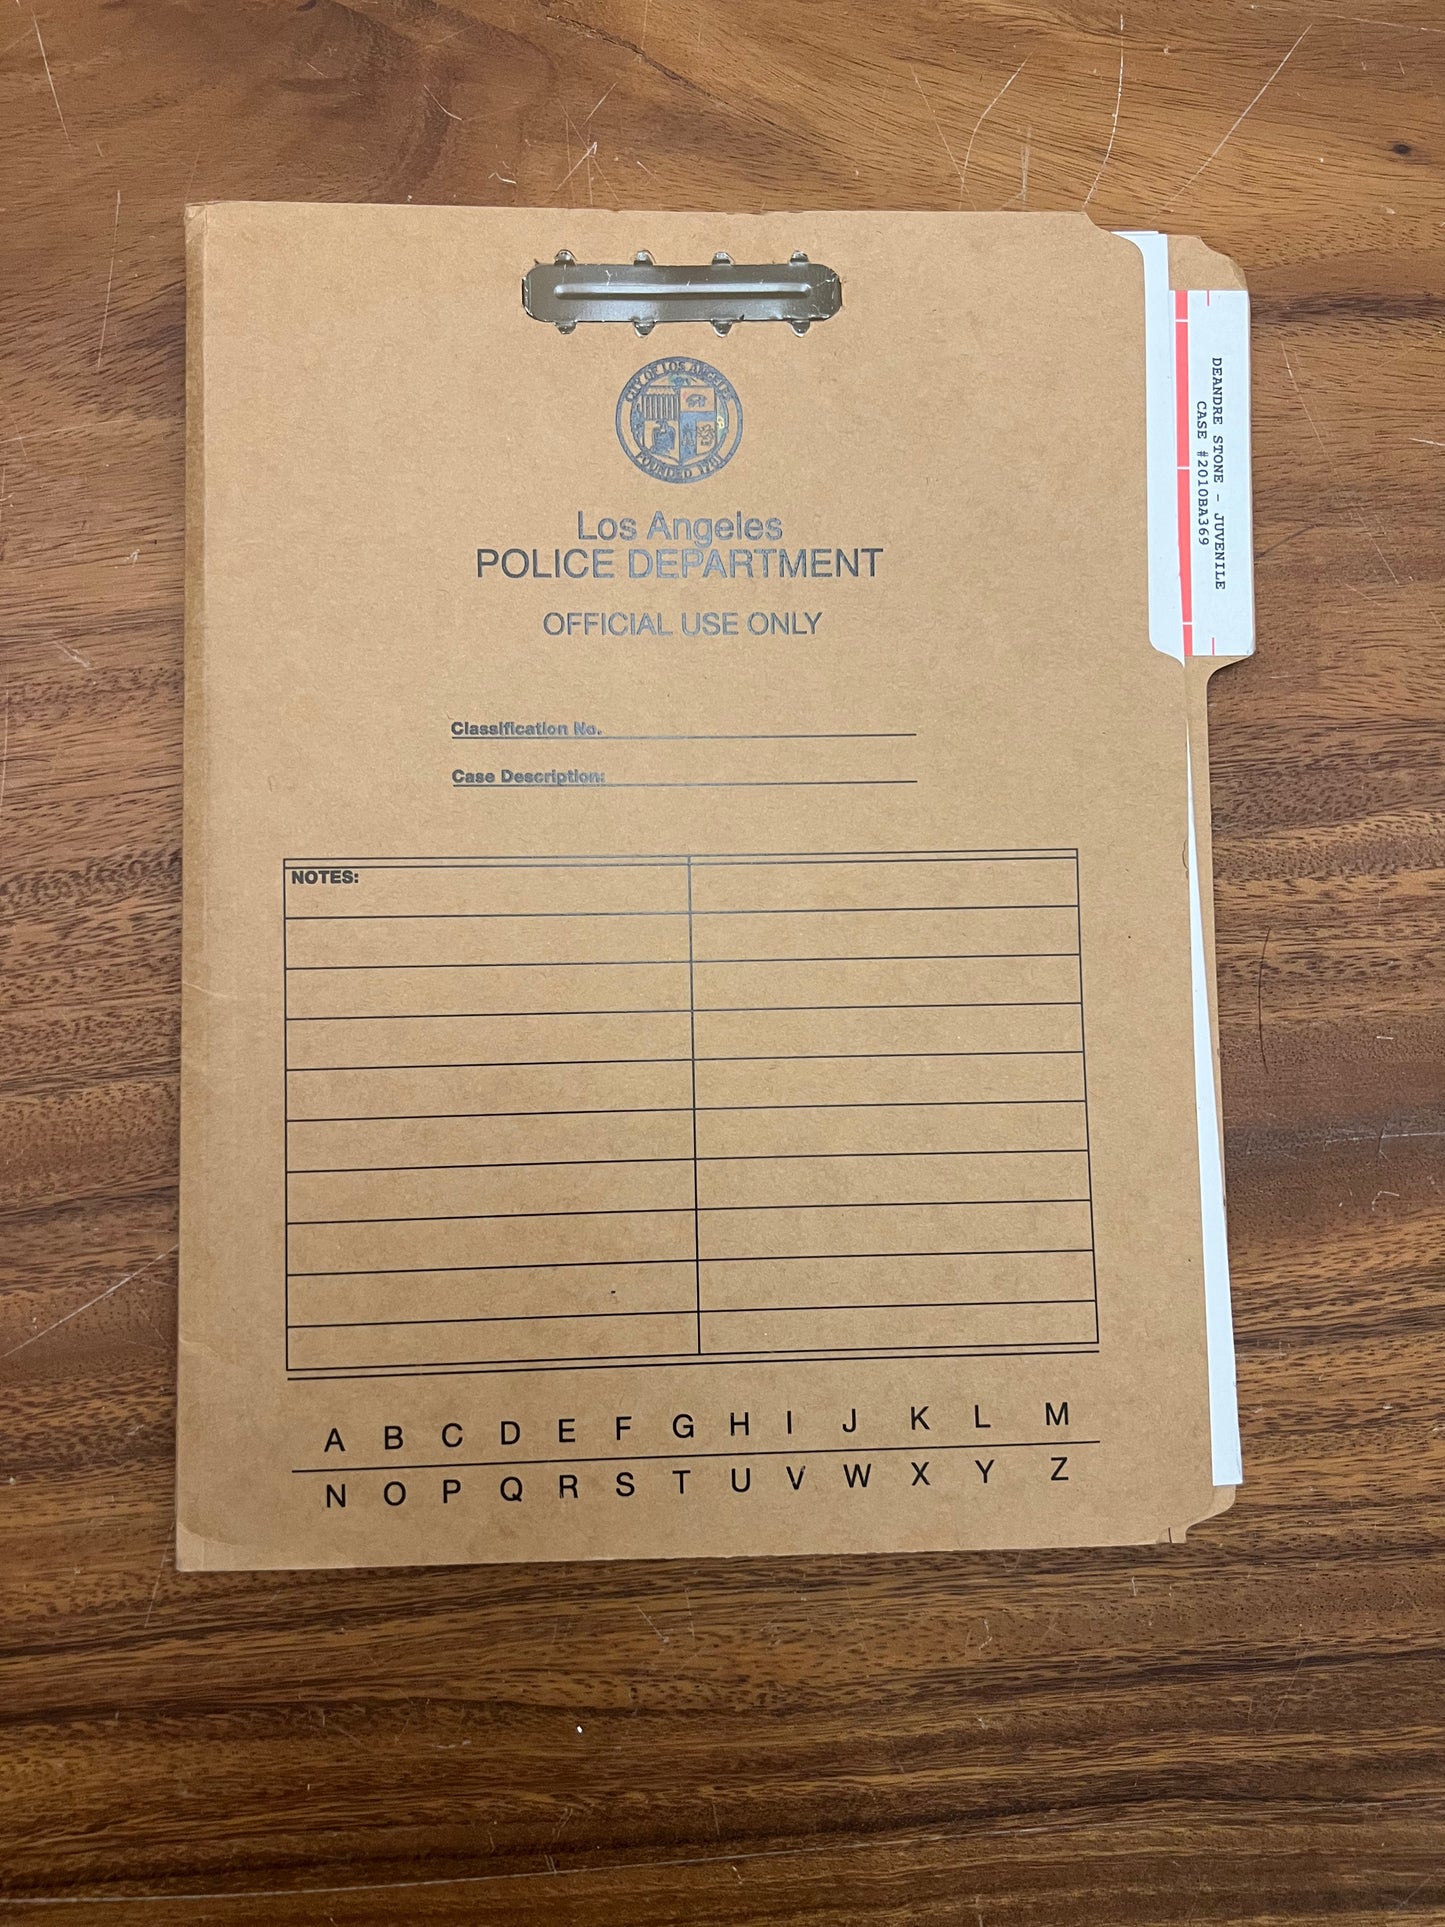 CITY OF LOS ANGELES
FOUNDED 1781
Los Angeles
POLICE DEPARTMENT
OFFICIAL USE ONLY
Classification No.
Case Description:
NOTES:
A B C D E F G H I J K L M
N O P Q R S T U V W X Y Z
DEANDRE STONE - JUVENILE
CASE #2010BA369